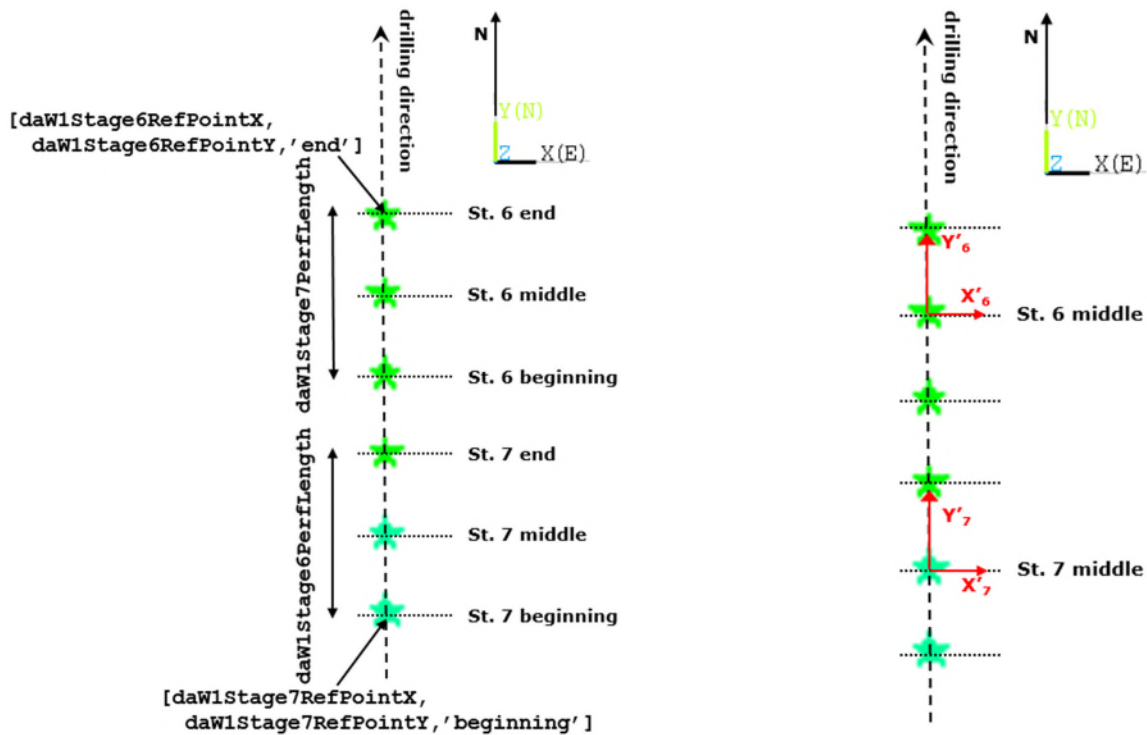 drilling direction
N
Y(N)
Z
X(E)
[daW1Stage6RefPointX,
daW1Stage6RefPointY,'end']
daW1Stage7PerfLength
St. 6 end
St. 6 middle
St. 6 beginning
daW1Stage6PerfLength
St. 7 end
St. 7 middle
St. 7 beginning
[daW1Stage7RefPointX,
daW1Stage7RefPointY,'beginning']
drilling direction
N
Y(N)
Z
X(E)
Y'6
X'6
St. 6 middle
Y'7
X'7
St. 7 middle